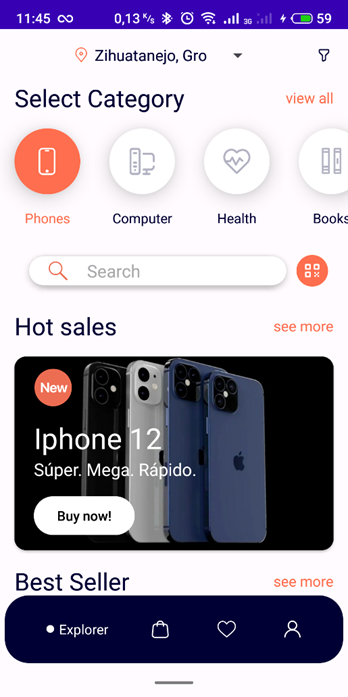 11:45 0,13 K/s 3G 59
Zihuatanejo, Gro
Select Category view all
Phones Computer Health Books
Search
Hot sales see more
New
Iphone 12
Súper. Mega. Rápido.
Buy now!
Best Seller see more
Explorer